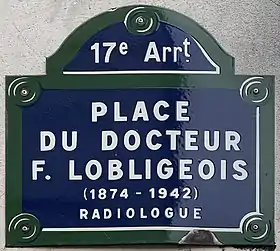 17e Arrt.
PLACE
DU DOCTEUR
F. LOBLIGEOIS
(1874 - 1942)
RADIOLOGUE